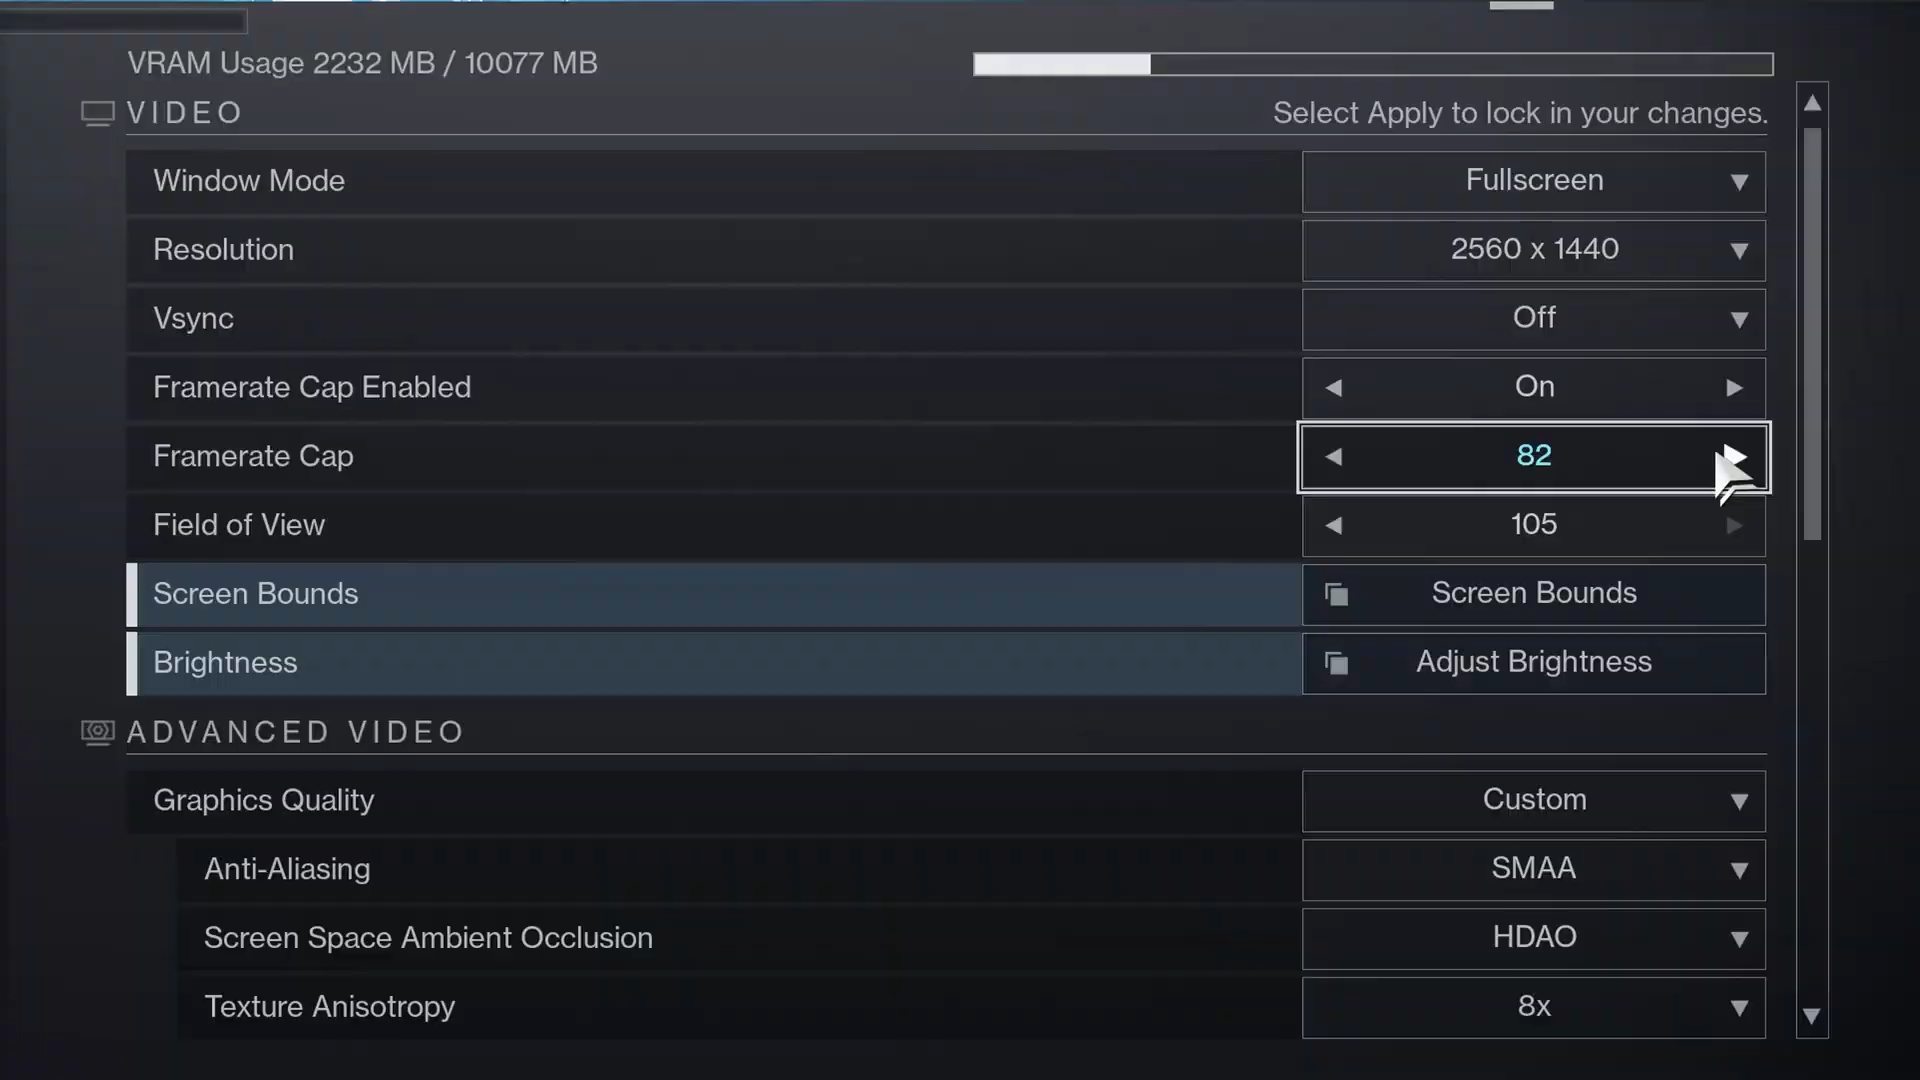 VRAM Usage 2232 MB / 10077 MB
VIDEO
Select Apply to lock in your changes.
Window Mode
Fullscreen
Resolution
2560 x 1440
Vsync
Off
Framerate Cap Enabled
On
Framerate Cap
82
Field of View
105
Screen Bounds
Screen Bounds
Brightness
Adjust Brightness
ADVANCED VIDEO
Graphics Quality
Custom
Anti-Aliasing
SMAA
Screen Space Ambient Occlusion
HDAO
Texture Anisotropy
8x